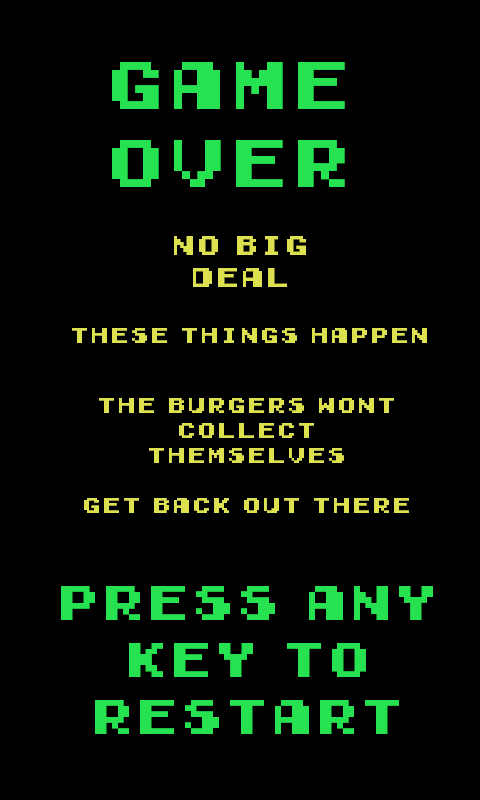 GAME
OVER
NO BIG
DEAL
THESE THINGS HAPPEN
THE BURGERS WONT
COLLECT
THEMSELVES
GET BACK OUT THERE
PRESS ANY
KEY TO
RESTART